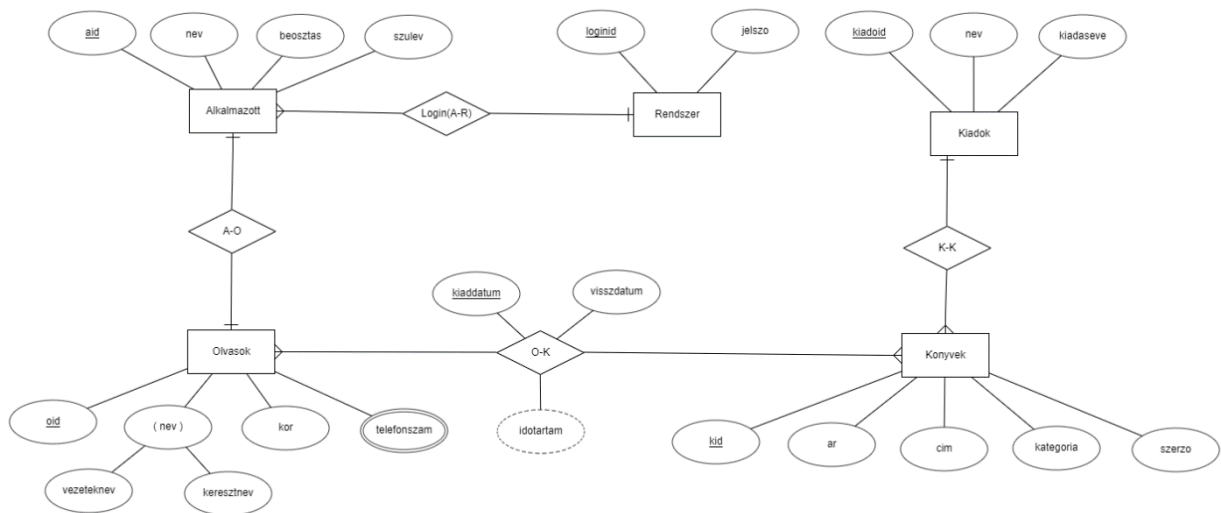 aid
nev
beosztas
szulev
loginid
jelszo
kiadoid
nev
kiadaseve
Alkalmazott
Login(A-R)
Rendszer
Kiadok
A-O
K-K
kiaddatum
visszdatum
Olvasok
O-K
Konyvek
oid
( nev )
kor
telefonszam
idotartam
kid
ar
cim
kategoria
szerzo
vezeteknev
keresztnev